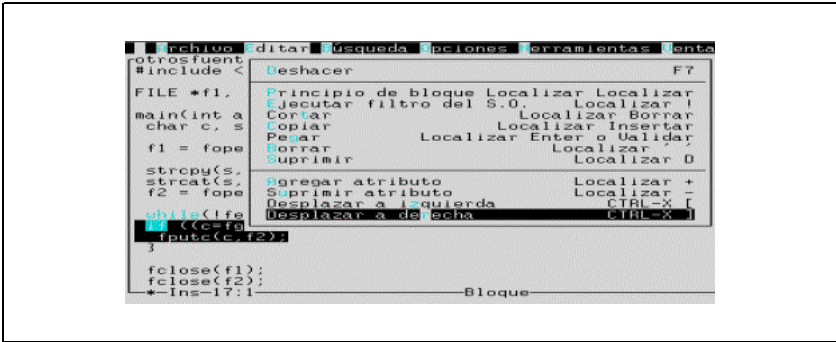 Archivo Editar Búsqueda Opciones Herramientas Venta
otrosfuent
#include <
Deshacer F7
FILE *f1,
Principio de bloque Localizar Localizar
Ejecutar filtro del S.O. Localizar !
main(int a
Cortar Localizar Borrar
char c, s
Copiar Localizar Insertar
Pegar Localizar Enter o Validar
f1 = fope
Borrar Localizar ´ ´
Suprimir Localizar D
strcpy(s,
strcat(s,
Agregar atributo Localizar +
f2 = fope
Suprimir atributo Localizar -
Desplazar a izquierda CTRL-X [
while(!fe
Desplazar a derecha CTRL-X ]
if ((c=fg
fputc(c,f2);
}
fclose(f1);
fclose(f2);
*-Ins-17:1 Bloque